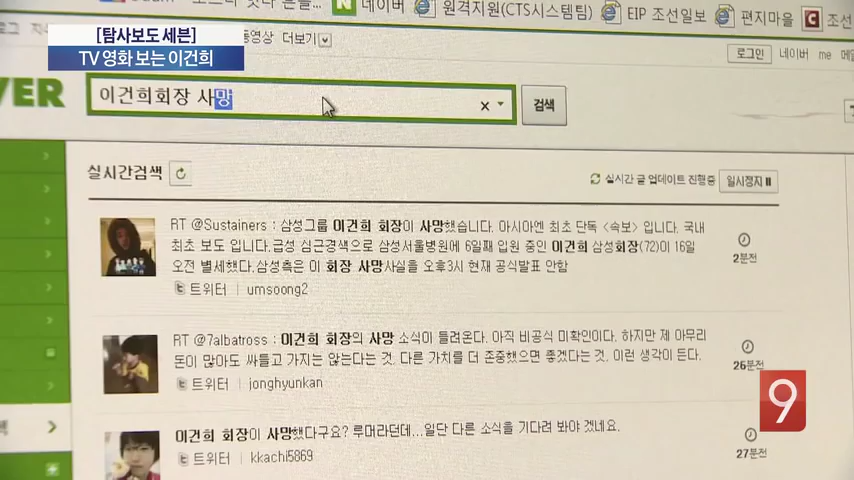 네이버 원격지원(CTS시스템팀) EIP 조선일보 편지마을
[탐사보도 세븐]
TV 영화 보는 이건희
동영상 더보기
로그인 네이버 me 메일
VER 이건희회장 사망 검색
실시간검색
실시간 글 업데이트 진행중 일시정지
RT @Sustainers : 삼성그룹 이건희 회장이 사망했습니다. 아시아엔 최초 단독 <속보> 입니다. 국내
최초 보도 입니다.급성 심근경색으로 삼성서울병원에 6일째 입원 중인 이건희 삼성회장(72)이 16일
오전 별세했다.삼성측은 이 회장 사망사실을 오후3시 현재 공식발표 안함
2분전
트위터 | umsoong2
RT @7albatross : 이건희 회장의 사망 소식이 들려온다. 아직 비공식 미확인이다. 하지만 제 아무리
돈이 많아도 싸들고 가지는 않는다는 것. 다른 가치를 더 존중했으면 좋겠다는 것. 이런 생각이 든다.
26분전
트위터 | jonghyunkan
이건희 회장이 사망했다구요? 루머라던데...일단 다른 소식을 기다려 봐야 겠네요.
27분전
트위터 | kkachi5869
9